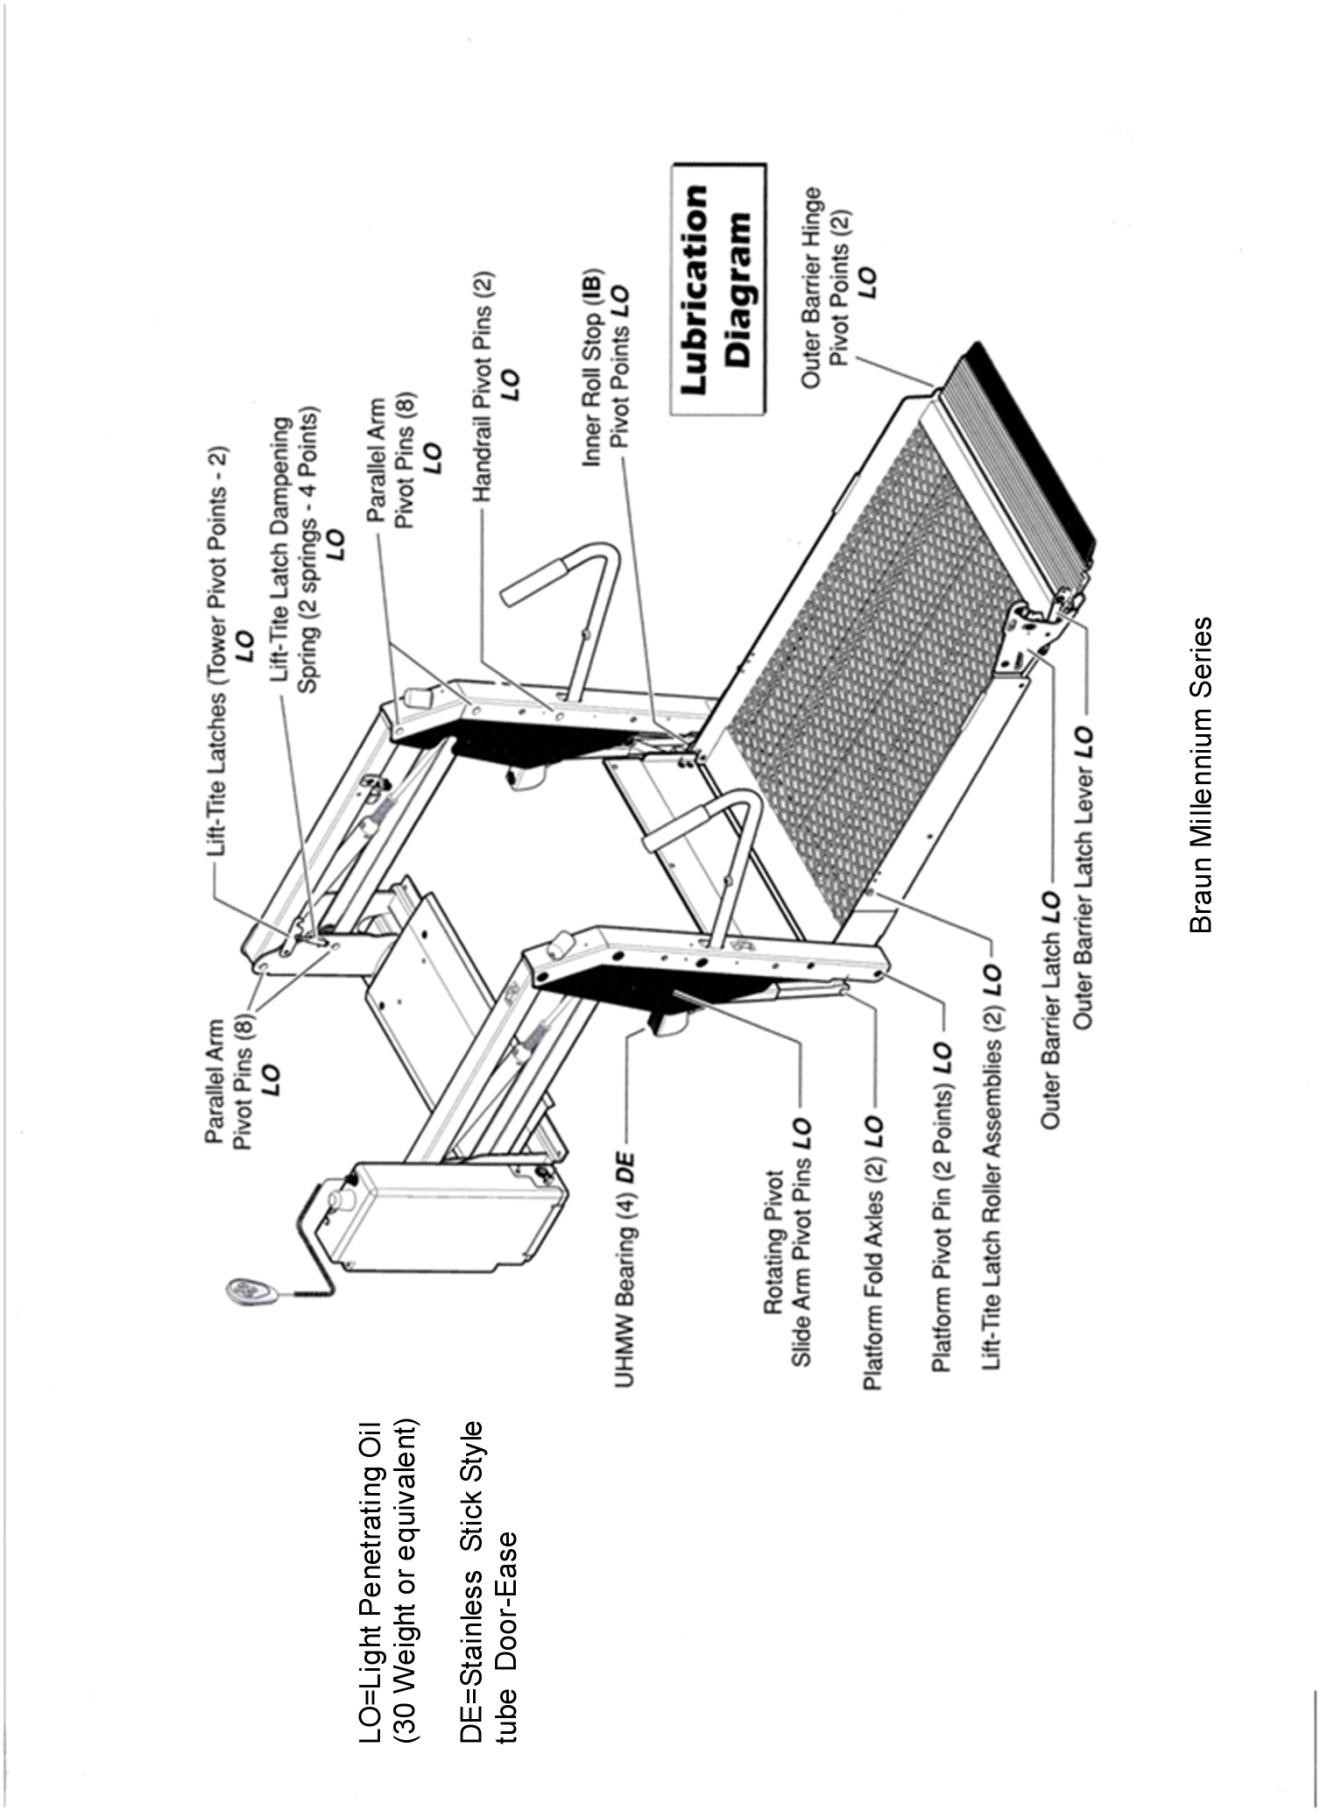 Parallel Arm
Pivot Pins (8)
LO
Lift-Tite Latches (Tower Pivot Points - 2)
LO
Lift-Tite Latch Dampening
Spring (2 springs - 4 Points)
LO
Parallel Arm
Pivot Pins (8)
LO
Handrail Pivot Pins (2)
LO
Inner Roll Stop (IB)
Pivot Points LO
Lubrication
Diagram
Outer Barrier Hinge
Pivot Points (2)
LO
LO=Light Penetrating Oil
(30 Weight or equivalent)
DE=Stainless Stick Style
tube Door-Ease
UHMW Bearing (4) DE
Rotating Pivot
Slide Arm Pivot Pins LO
Platform Fold Axles (2) LO
Platform Pivot Pin (2 Points) LO
Lift-Tite Latch Roller Assemblies (2) LO
Outer Barrier Latch LO
Outer Barrier Latch Lever LO
Braun Millennium Series